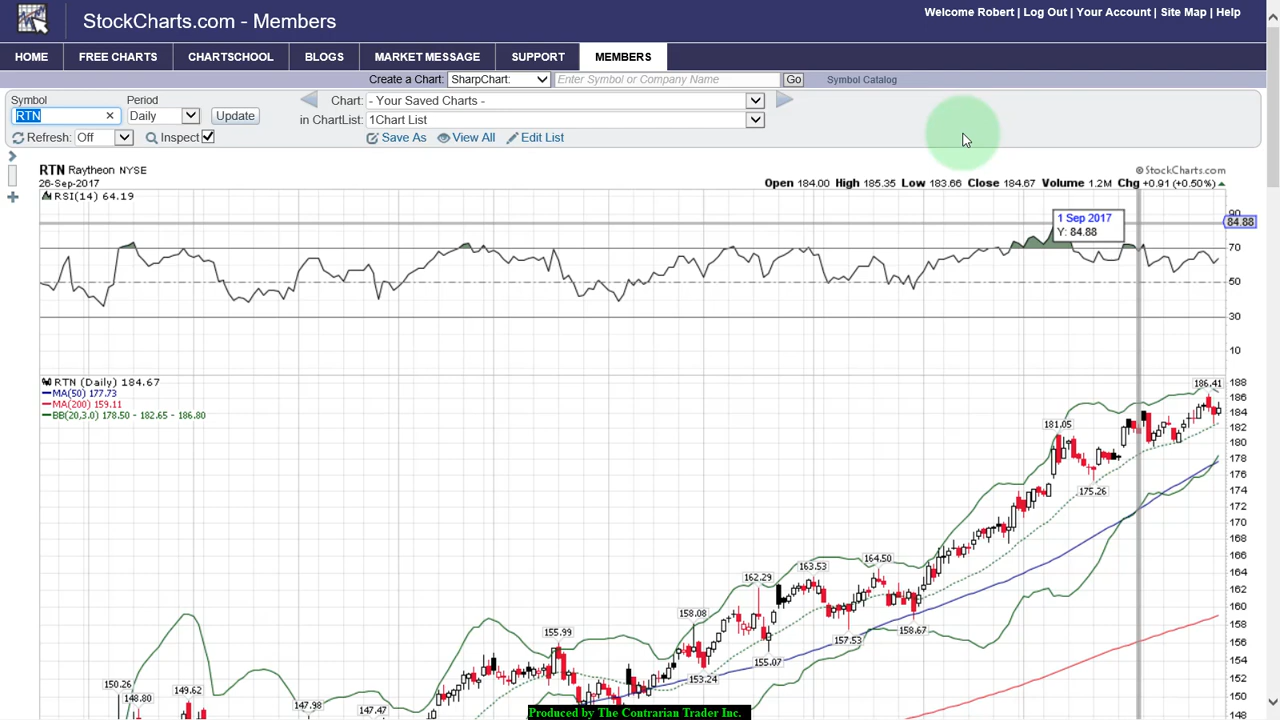 StockCharts.com - Members
Welcome Robert | Log Out | Your Account | Site Map | Help
HOME FREE CHARTS CHARTSCHOOL BLOGS MARKET MESSAGE SUPPORT MEMBERS
Create a Chart: SharpChart: Enter Symbol or Company Name Go Symbol Catalog
Symbol Period Chart: - Your Saved Charts -
RTN × Daily Update in ChartList: 1Chart List
Refresh: Off Inspect Save As View All Edit List
RTN Raytheon NYSE © StockCharts.com
26-Sep-2017 Open 184.00 High 185.35 Low 183.66 Close 184.67 Volume 1.2M Chg +0.91 (+0.50%)
RSI(14) 64.19
1 Sep 2017
Y: 84.88
90
84.88
70
50
30
10
RTN (Daily) 184.67
MA(50) 177.73
MA(200) 159.11
BB(20,3.0) 178.50 - 182.65 - 186.80
186.41
181.05
175.26
164.50
163.53
162.29
158.08
158.67
157.53
155.99
155.07
153.24
150.26
148.80
149.62
147.98
147.47
188
186
184
182
180
178
176
174
172
170
168
166
164
162
160
158
156
154
152
150
148
Produced by The Contrarian Trader Inc.